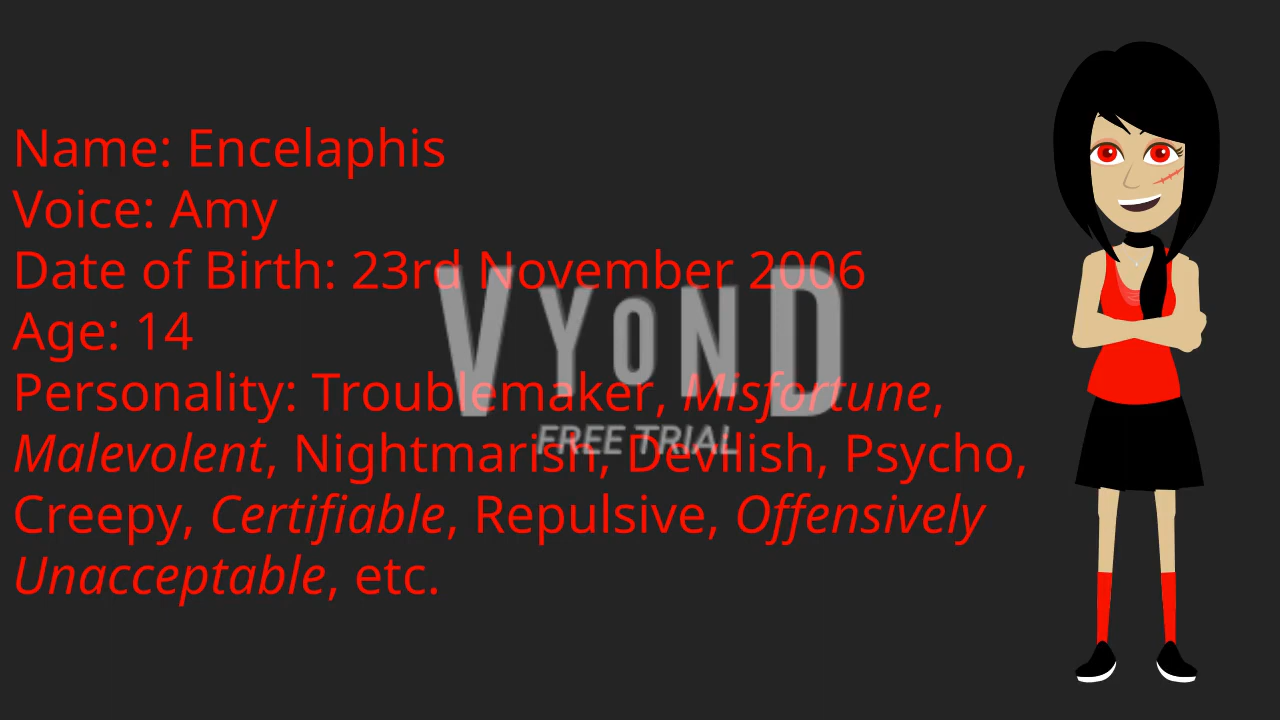 Name: Encelaphis
Voice: Amy
Date of Birth: 23rd November 2006
Age: 14
Personality: Troublemaker, Misfortune,
Malevolent, Nightmarish, Devilish, Psycho,
Creepy, Certifiable, Repulsive, Offensively
Unacceptable, etc.
VYOND
FREE TRIAL